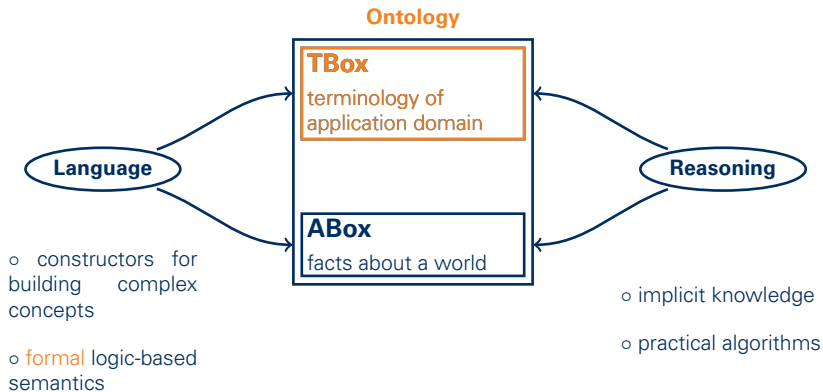 Ontology
TBox
terminology of
application domain
Language
Reasoning
ABox
facts about a world
○ constructors for
building complex
concepts
○ formal logic-based
semantics
○ implicit knowledge
○ practical algorithms